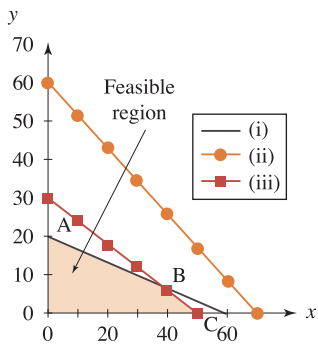 y
70
60
50
40
30
20
10
0
Feasible
region
(i)
(ii)
(iii)
A
B
C
x
0 20 40 60